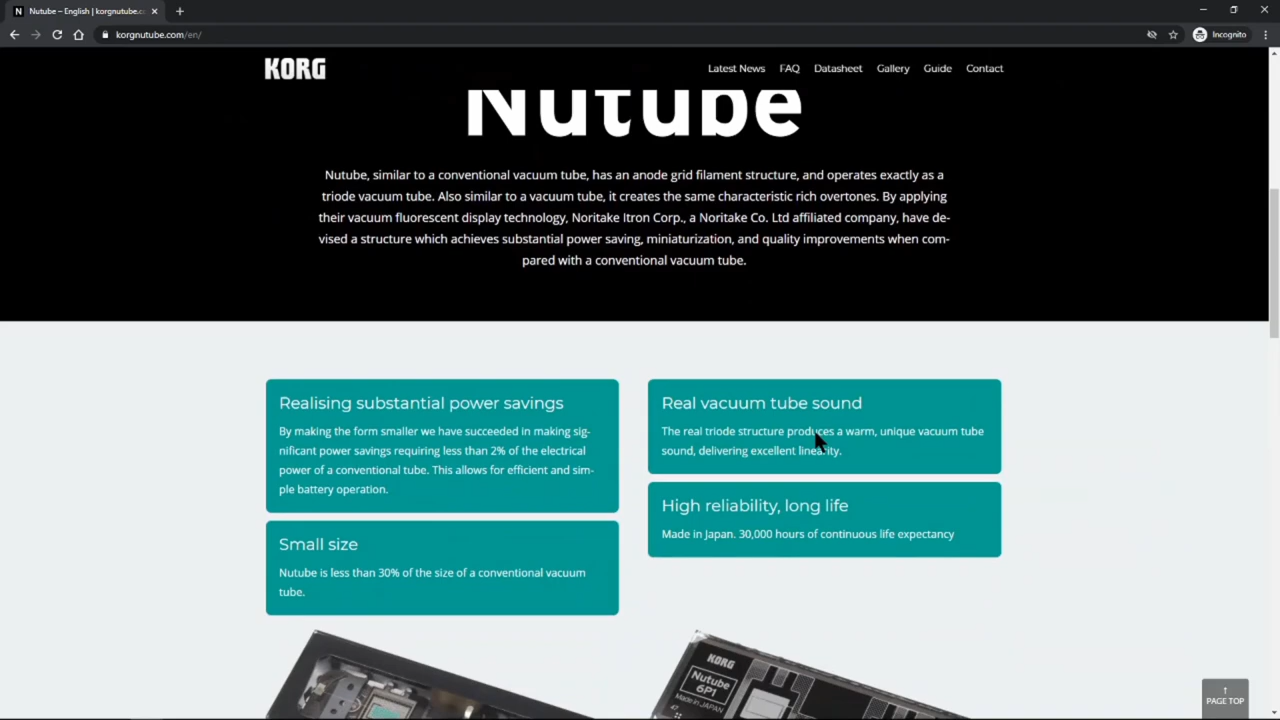 Nutube – English | korgnutube.c
korgnutube.com/en/
Incognito
KORG
Latest News FAQ Datasheet Gallery Guide Contact
Nutube
Nutube, similar to a conventional vacuum tube, has an anode grid filament structure, and operates exactly as a
triode vacuum tube. Also similar to a vacuum tube, it creates the same characteristic rich overtones. By applying
their vacuum fluorescent display technology, Noritake Itron Corp., a Noritake Co. Ltd affiliated company, have de-
vised a structure which achieves substantial power saving, miniaturization, and quality improvements when com-
pared with a conventional vacuum tube.
Realising substantial power savings
By making the form smaller we have succeeded in making sig-
nificant power savings requiring less than 2% of the electrical
power of a conventional tube. This allows for efficient and sim-
ple battery operation.
Small size
Nutube is less than 30% of the size of a conventional vacuum
tube.
Real vacuum tube sound
The real triode structure produces a warm, unique vacuum tube
sound, delivering excellent linearity.
High reliability, long life
Made in Japan. 30,000 hours of continuous life expectancy
KORG
Nutube
6P1
Made in JAPAN
PAGE TOP